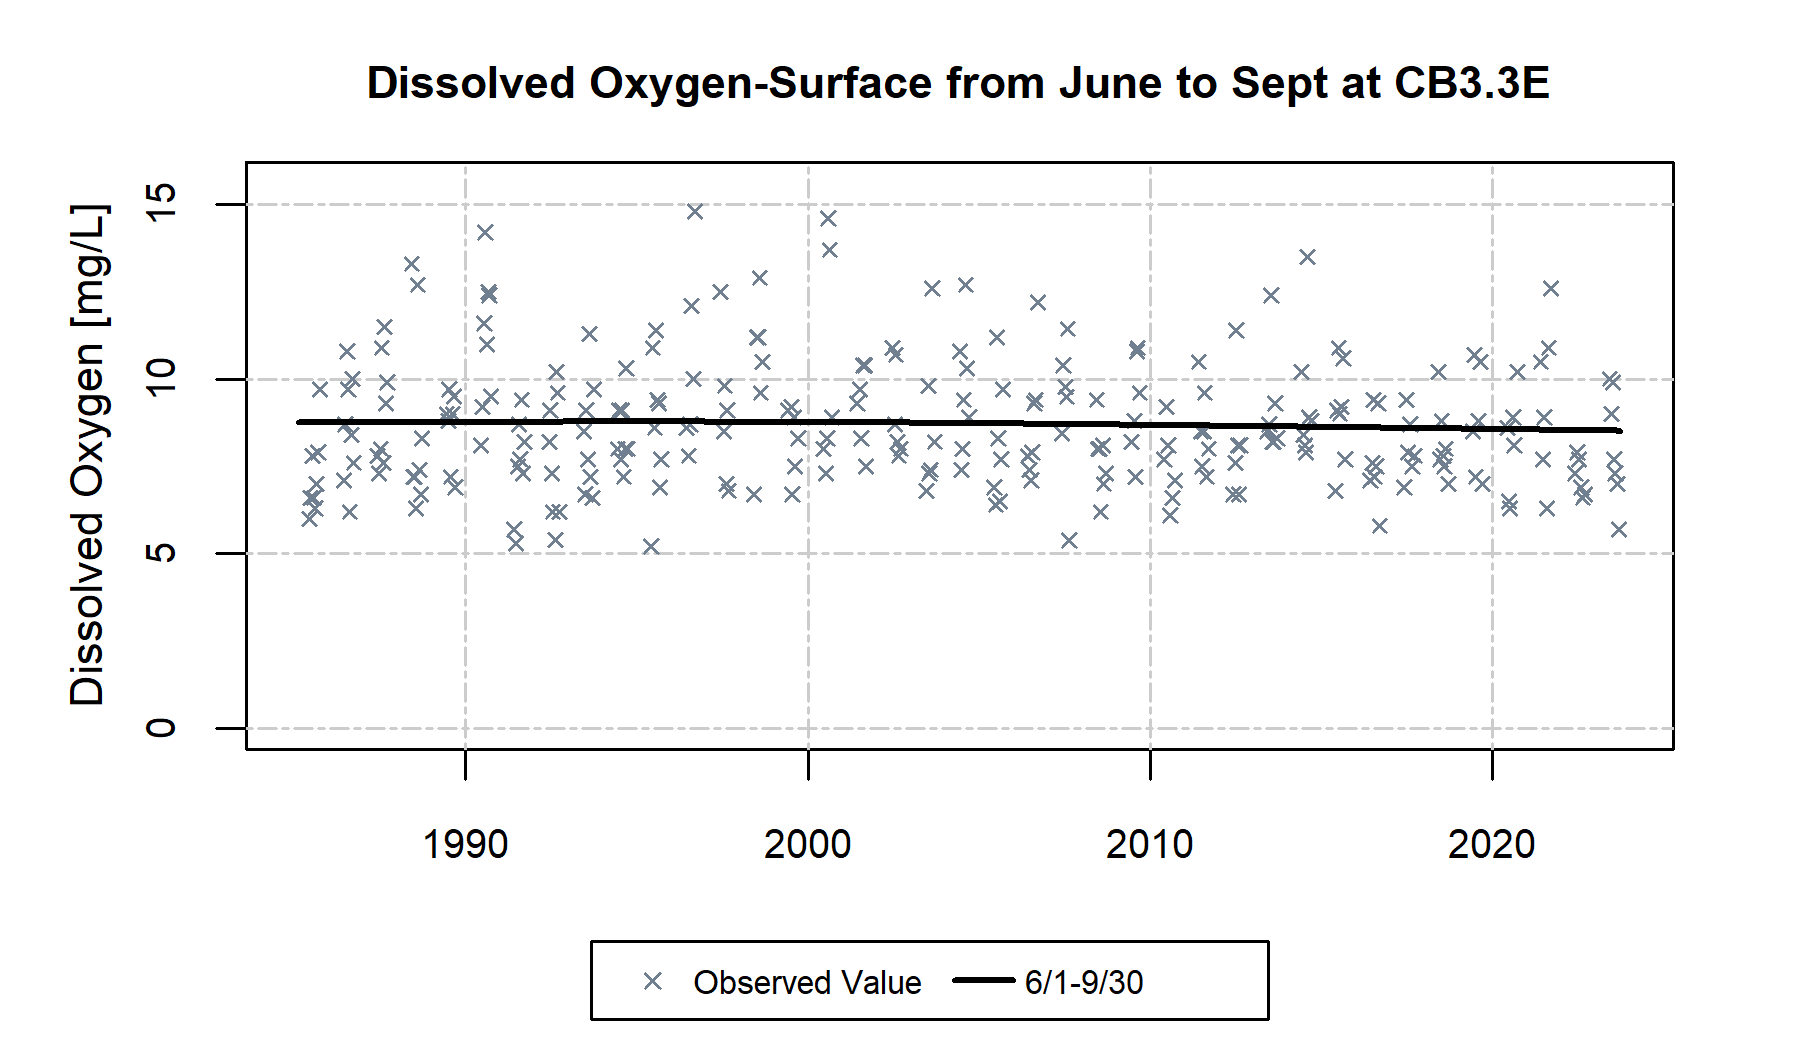 Dissolved Oxygen-Surface from June to Sept at CB3.3E
Dissolved Oxygen [mg/L]
15
10
5
0
1990 2000 2010 2020
Observed Value 6/1-9/30